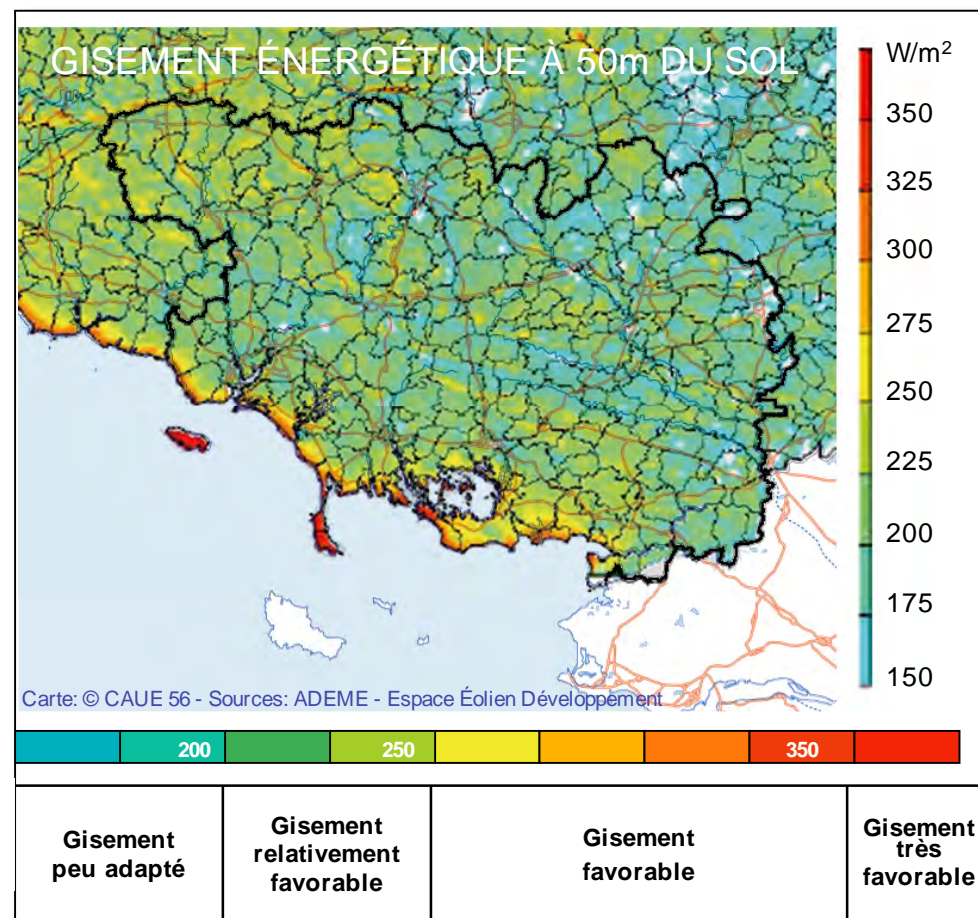 GISEMENT ÉNERGÉTIQUE À 50m DU SOL
W/m²
350
325
300
275
250
225
200
175
150
Carte: © CAUE 56 - Sources: ADEME - Espace Éolien Développement
200 250 350
Gisement
peu adapté
Gisement
relativement
favorable
Gisement
favorable
Gisement
très
favorable